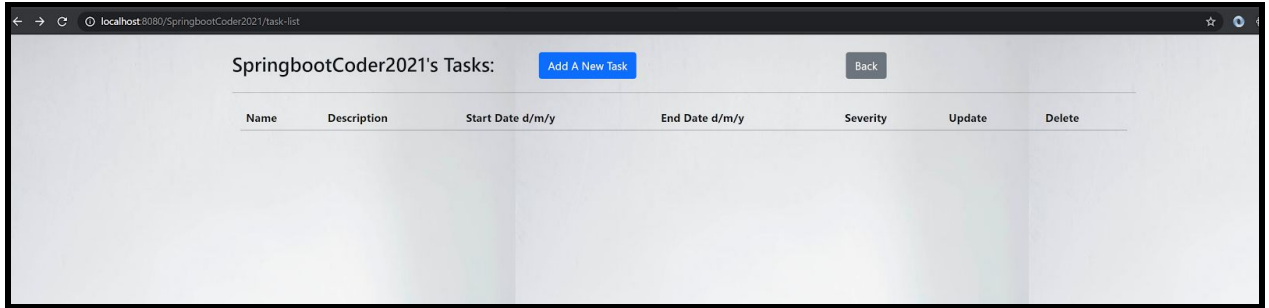 localhost:8080/SpringbootCoder2021/task-list
SpringbootCoder2021's Tasks: Add A New Task Back
Name Description Start Date d/m/y End Date d/m/y Severity Update Delete